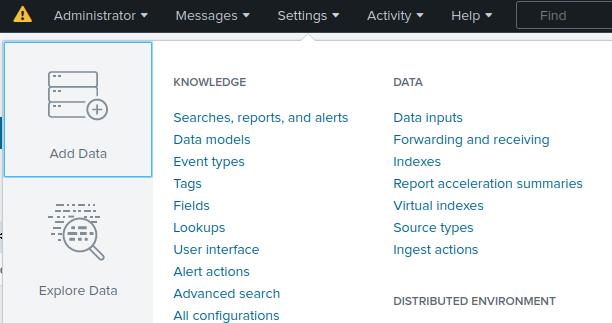 Administrator Messages Settings Activity Help Find
Add Data
Explore Data
KNOWLEDGE
Searches, reports, and alerts
Data models
Event types
Tags
Fields
Lookups
User interface
Alert actions
Advanced search
All configurations
DATA
Data inputs
Forwarding and receiving
Indexes
Report acceleration summaries
Virtual indexes
Source types
Ingest actions
DISTRIBUTED ENVIRONMENT